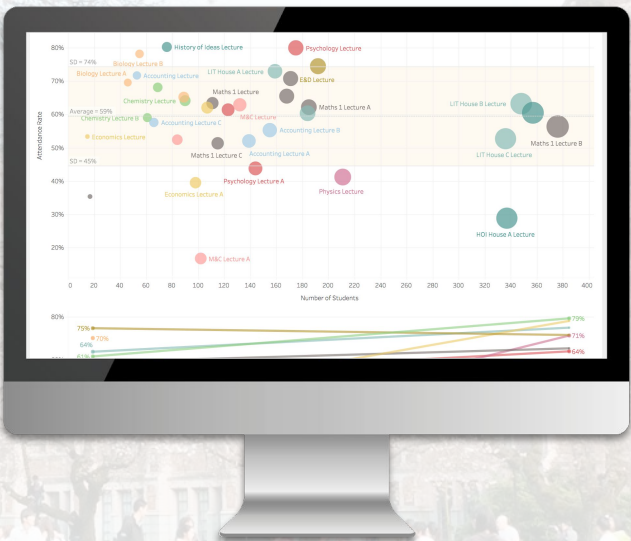 80%
History of Ideas Lecture
Psychology Lecture
Biology Lecture B
SD = 74%
LIT House A Lecture
70%
Biology Lecture A
Accounting Lecture
E&D Lecture
Maths 1 Lecture
Chemistry Lecture
LIT House B Lecture
Maths 1 Lecture A
60%
Average = 59%
M&C Lecture
Chemistry Lecture B
Accounting Lecture C
Accounting Lecture B
Economics Lecture
Maths 1 Lecture B
50%
Maths 1 Lecture C
Accounting Lecture A
LIT House C Lecture
SD = 45%
40%
Psychology Lecture A
Physics Lecture
Economics Lecture A
30%
HOI House A Lecture
20%
M&C Lecture A
Attendance Rate
0 20 40 60 80 100 120 140 160 180 200 220 240 260 280 300 320 340 360 380 400
Number of Students
80%
79%
75%
70%
71%
64%
64%
61%